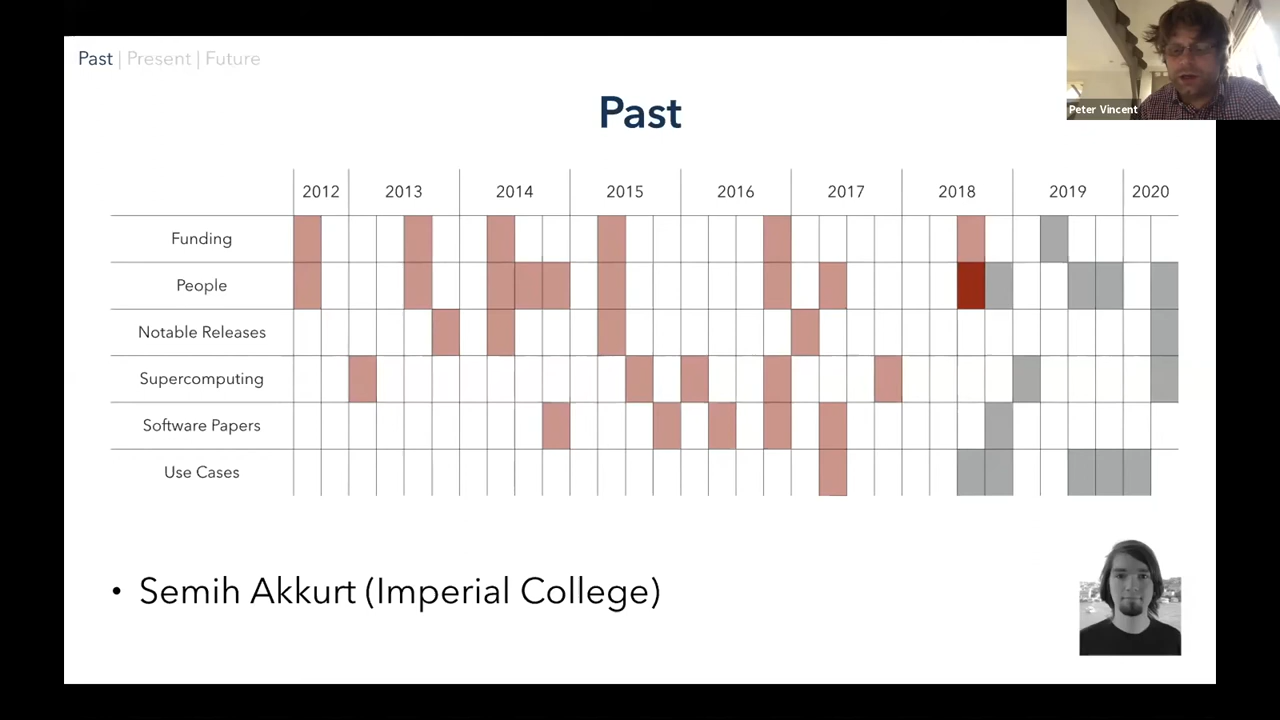 Past | Present | Future
Peter Vincent
Past
2012 2013 2014 2015 2016 2017 2018 2019 2020
Funding
People
Notable Releases
Supercomputing
Software Papers
Use Cases
• Semih Akkurt (Imperial College)